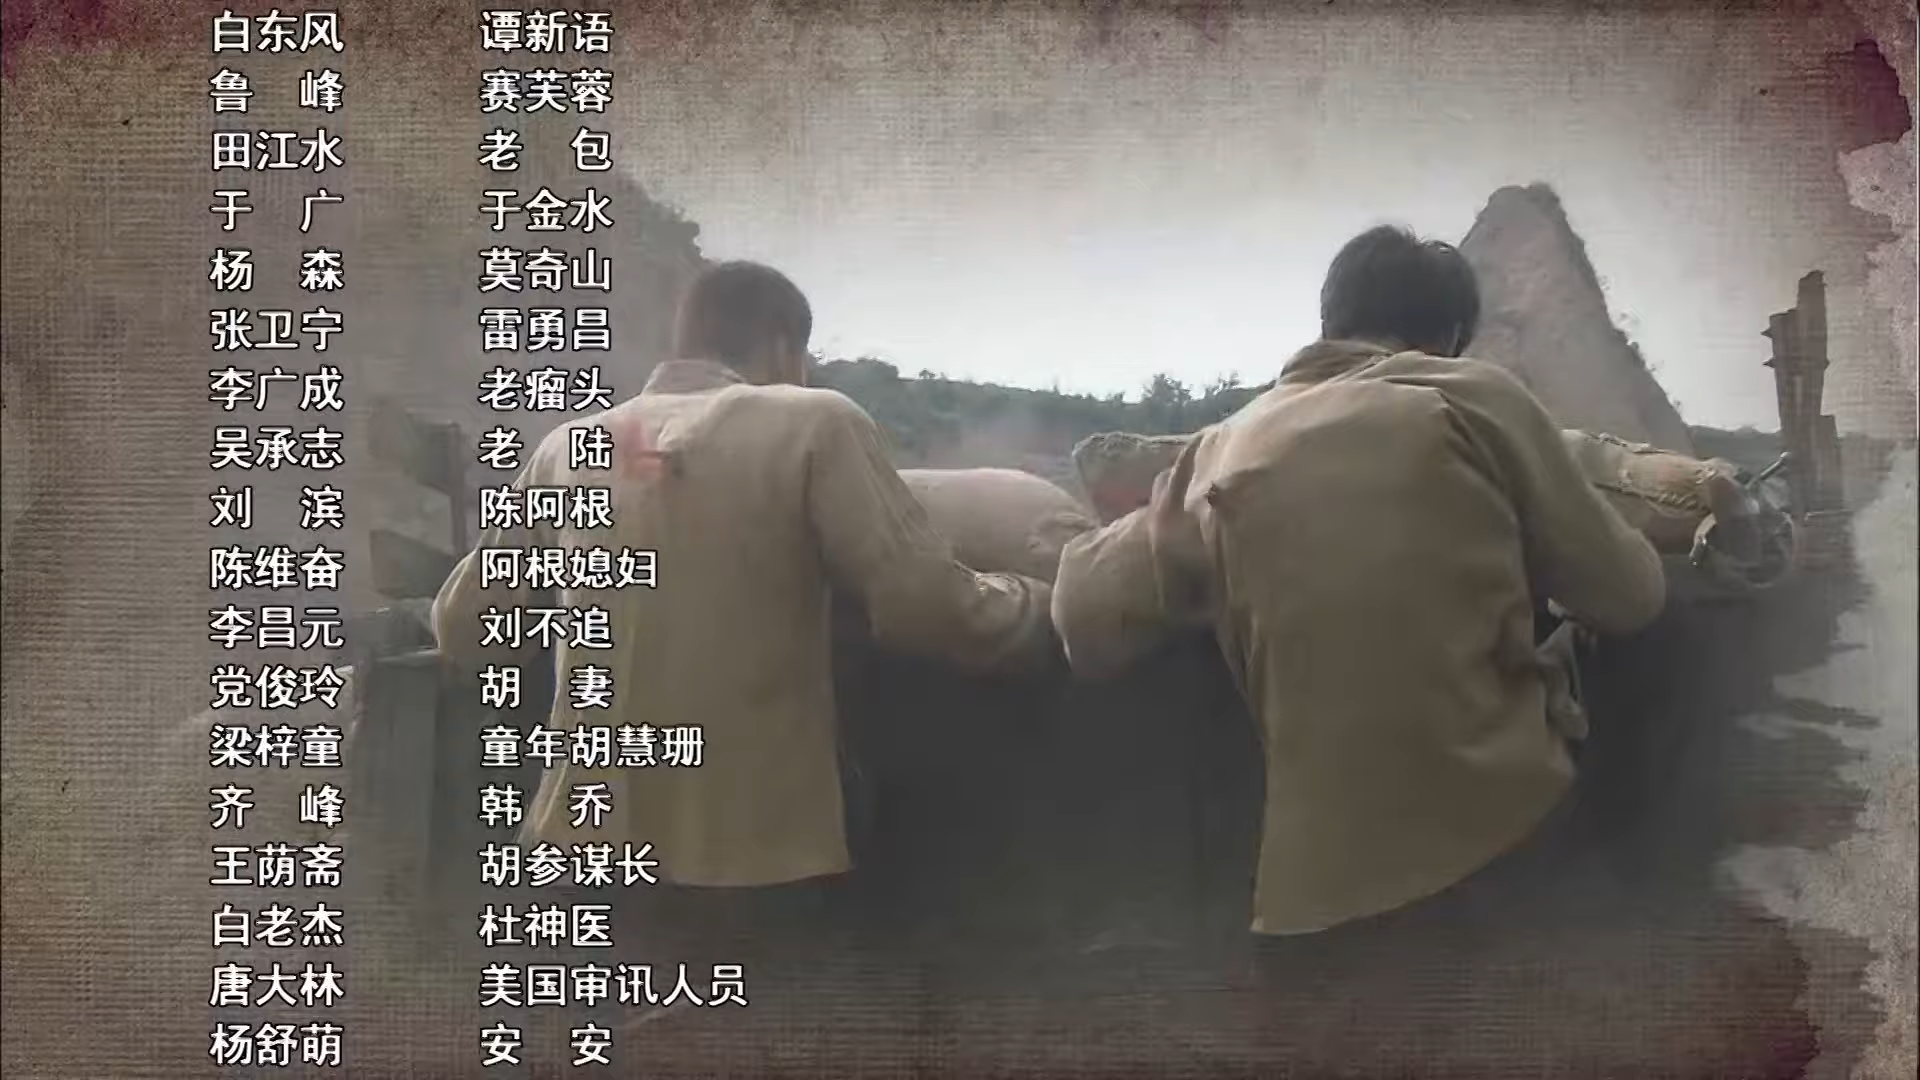 白东风 谭新语
鲁 峰 赛芙蓉
田江水 老 包
于 广 于金水
杨 森 莫奇山
张卫宁 雷勇昌
李广成 老瘤头
吴承志 老 陆
刘 滨 陈阿根
陈维奋 阿根媳妇
李昌元 刘不追
党俊玲 胡 妻
梁梓童 童年胡慧珊
齐 峰 韩 乔
王荫斋 胡参谋长
白老杰 杜神医
唐大林 美国审讯人员
杨舒萌 安 安